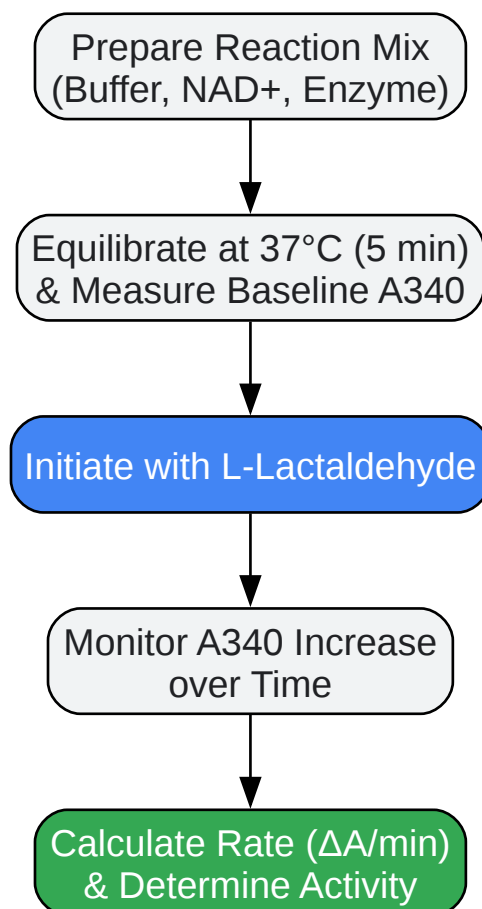 Prepare Reaction Mix
(Buffer, NAD+, Enzyme)
Equilibrate at 37°C (5 min)
& Measure Baseline A340
Initiate with L-Lactaldehyde
Monitor A340 Increase
over Time
Calculate Rate (ΔA/min)
& Determine Activity